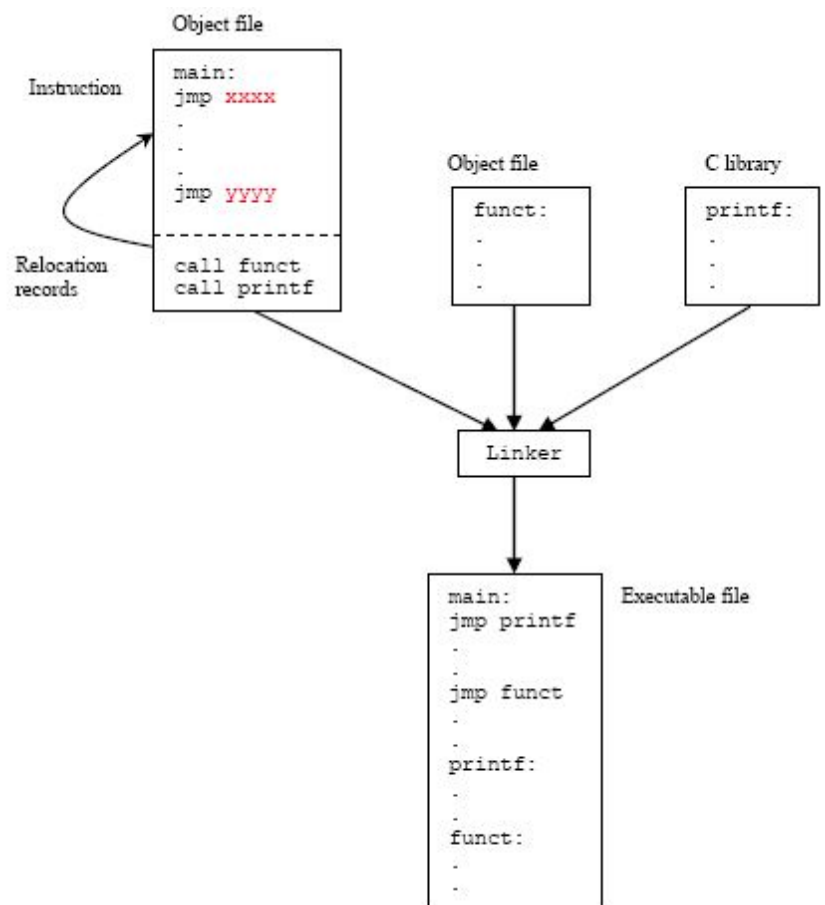 Object file
main:
Instruction
jmp xxxx
.
.
.
jmp yyyy
Relocation
records
call funct
call printf
Object file
funct:
.
.
.
C library
printf:
.
.
.
Linker
Executable file
main:
jmp printf
.
.
jmp funct
.
.
printf:
.
.
funct:
.
.